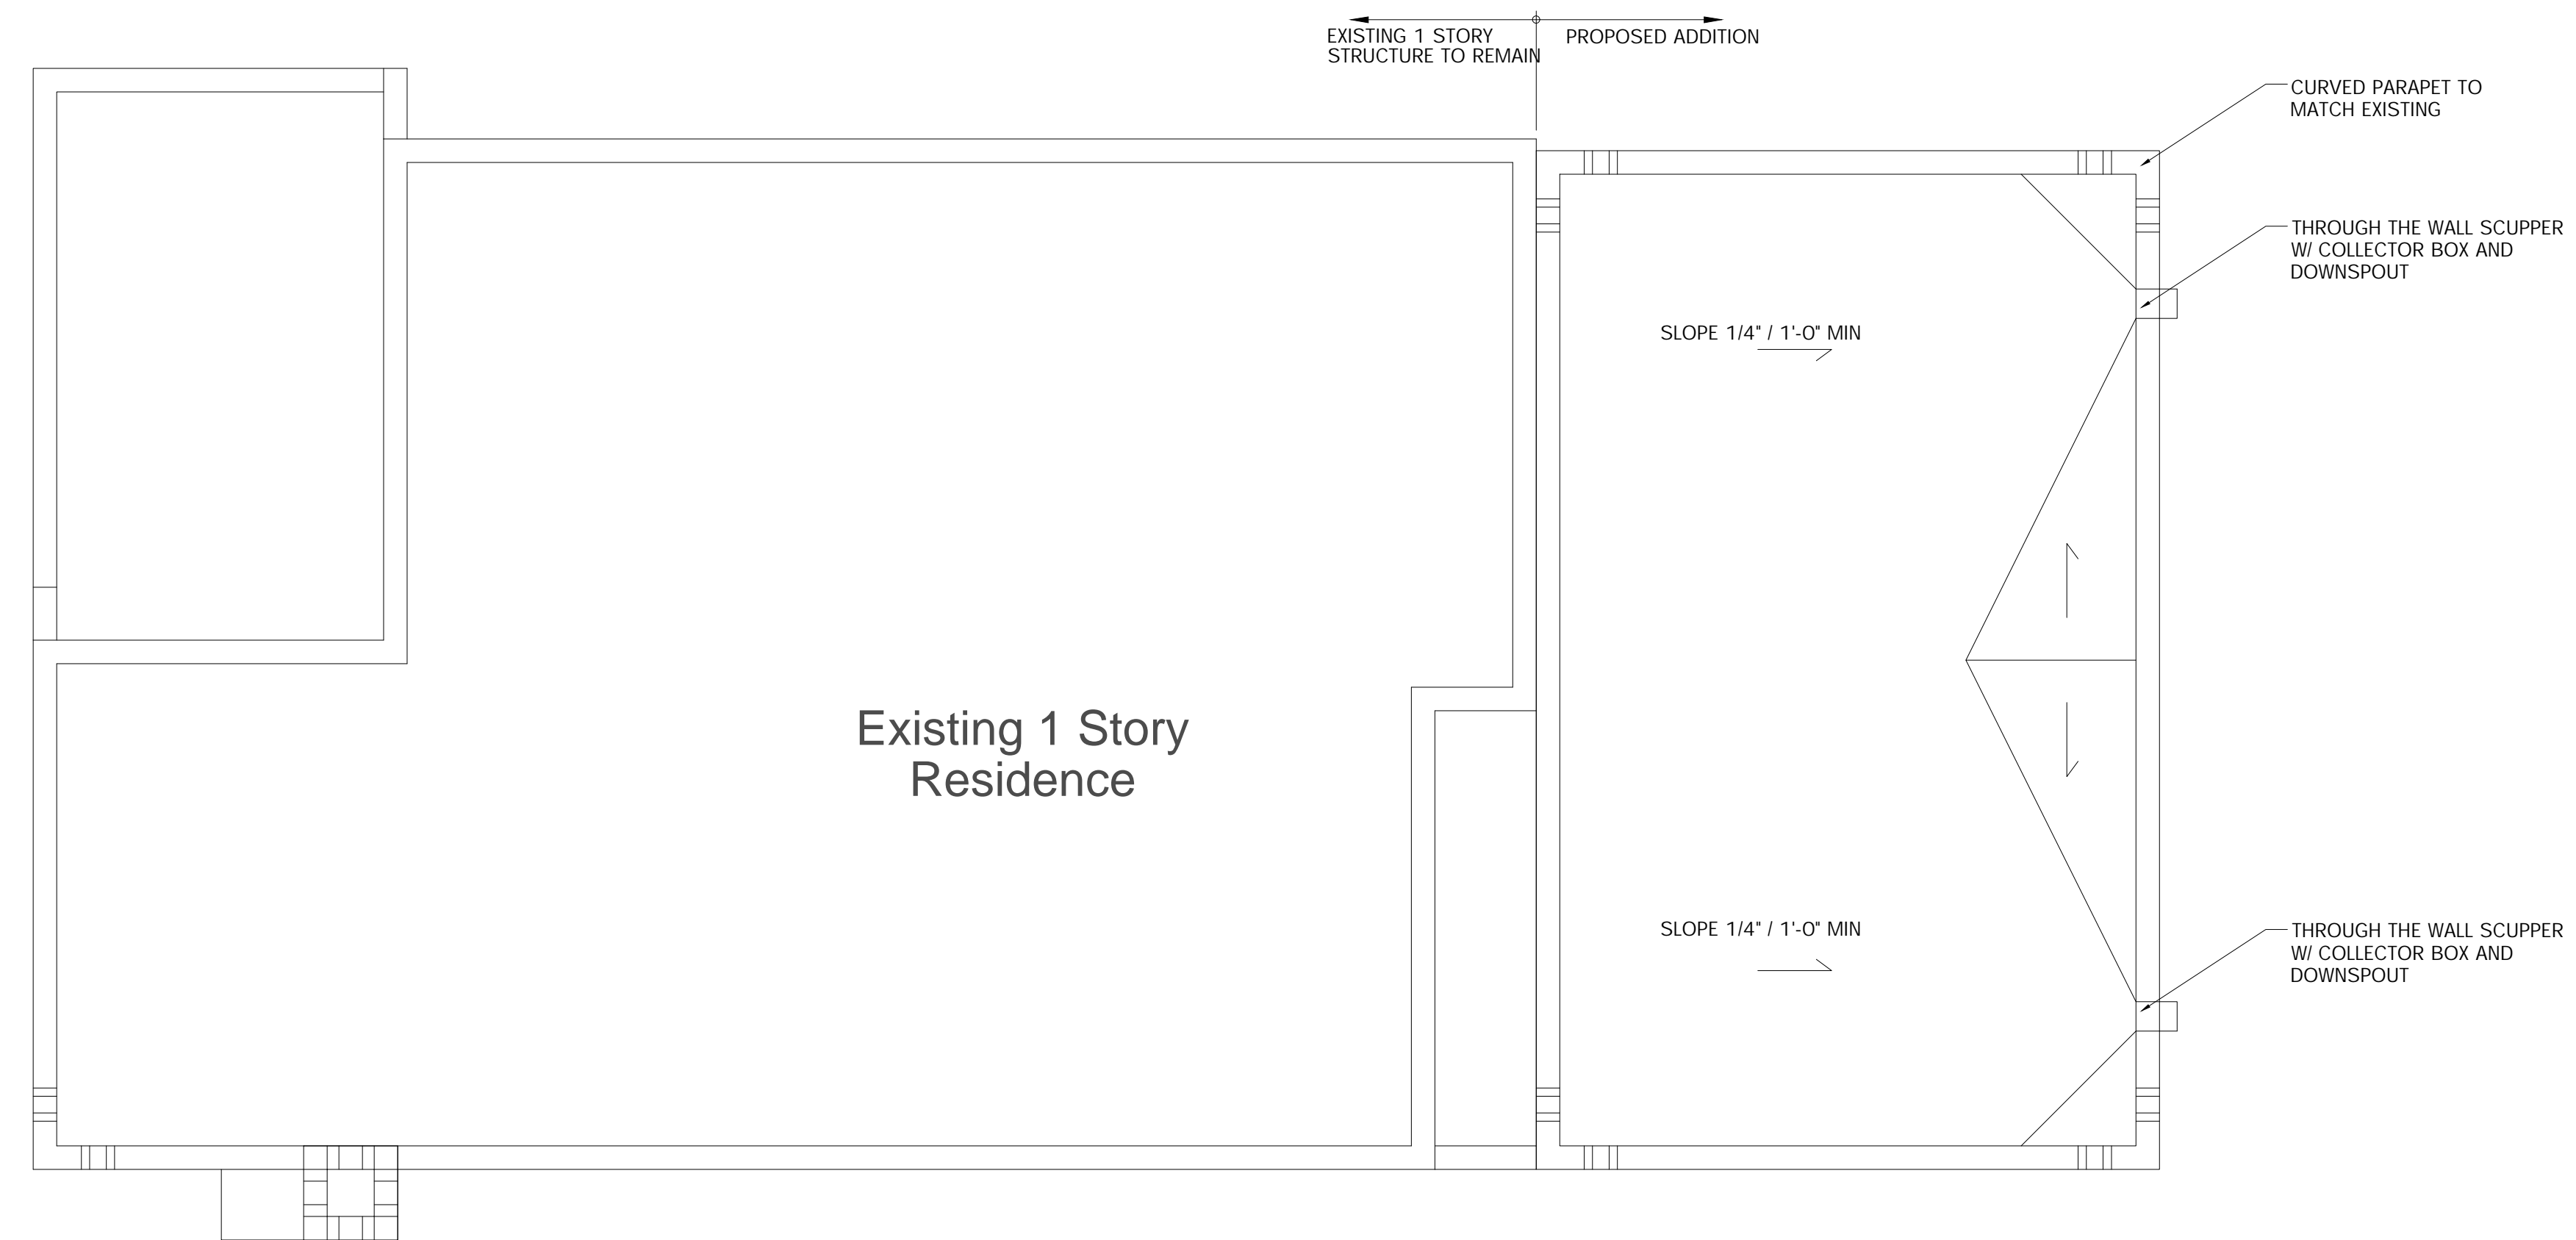 EXISTING 1 STORY
STRUCTURE TO REMAIN
PROPOSED ADDITION
CURVED PARAPET TO
MATCH EXISTING
THROUGH THE WALL SCUPPER
W/ COLLECTOR BOX AND
DOWNSPOUT
SLOPE 1/4" / 1'-0" MIN
Existing 1 Story
Residence
SLOPE 1/4" / 1'-0" MIN
THROUGH THE WALL SCUPPER
W/ COLLECTOR BOX AND
DOWNSPOUT